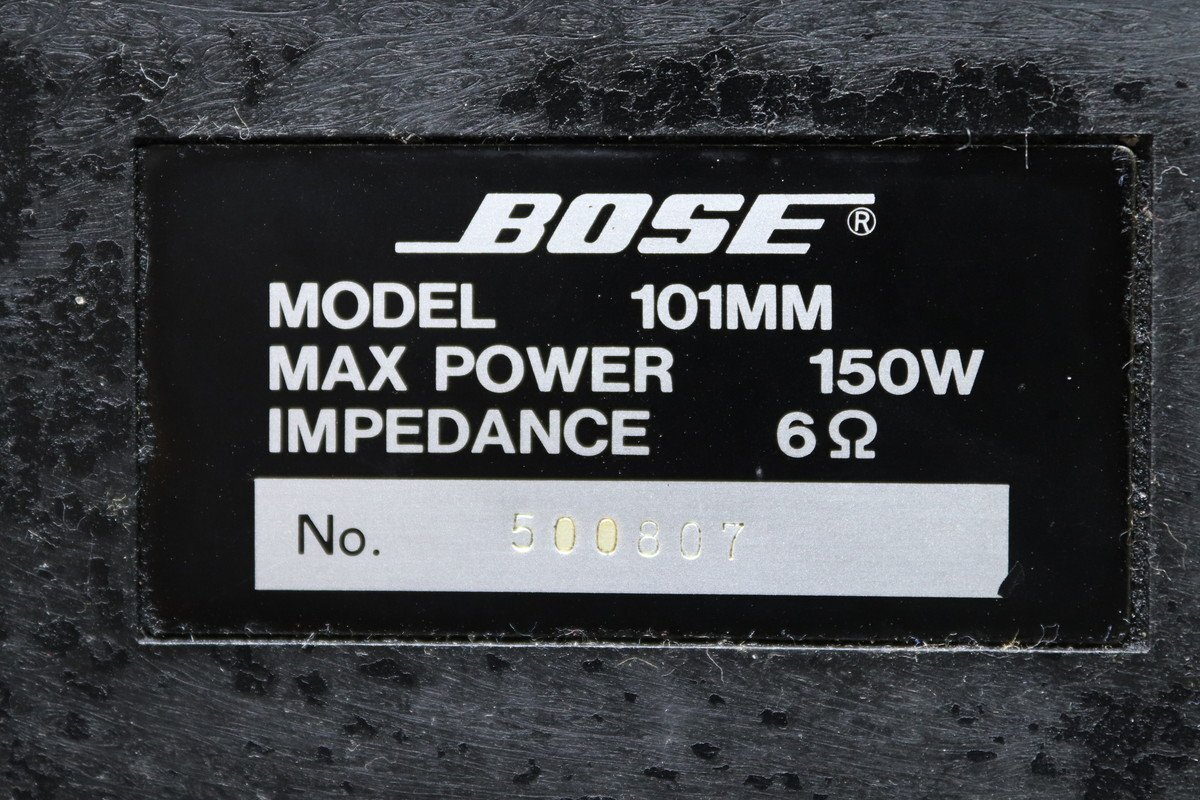 BOSE®
MODEL 101MM
MAX POWER 150W
IMPEDANCE 6Ω
No. 500807